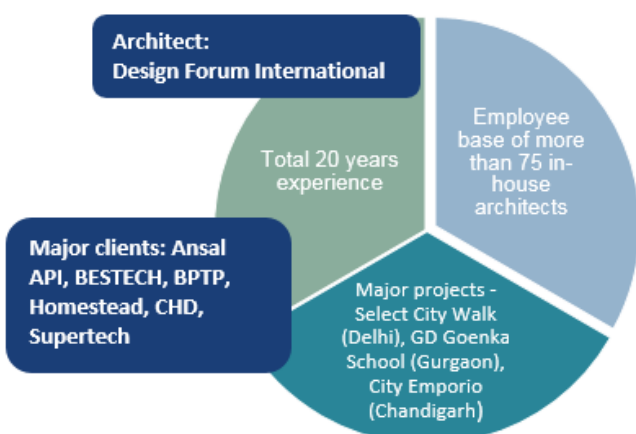 Architect:
Design Forum International
Total 20 years
experience
Employee
base of more
than 75 in-
house
architects
Major clients: Ansal
API, BESTECH, BPTP,
Homestead, CHD,
Supertech
Major projects -
Select City Walk
(Delhi), GD Goenka
School (Gurgaon),
City Emporio
(Chandigarh)